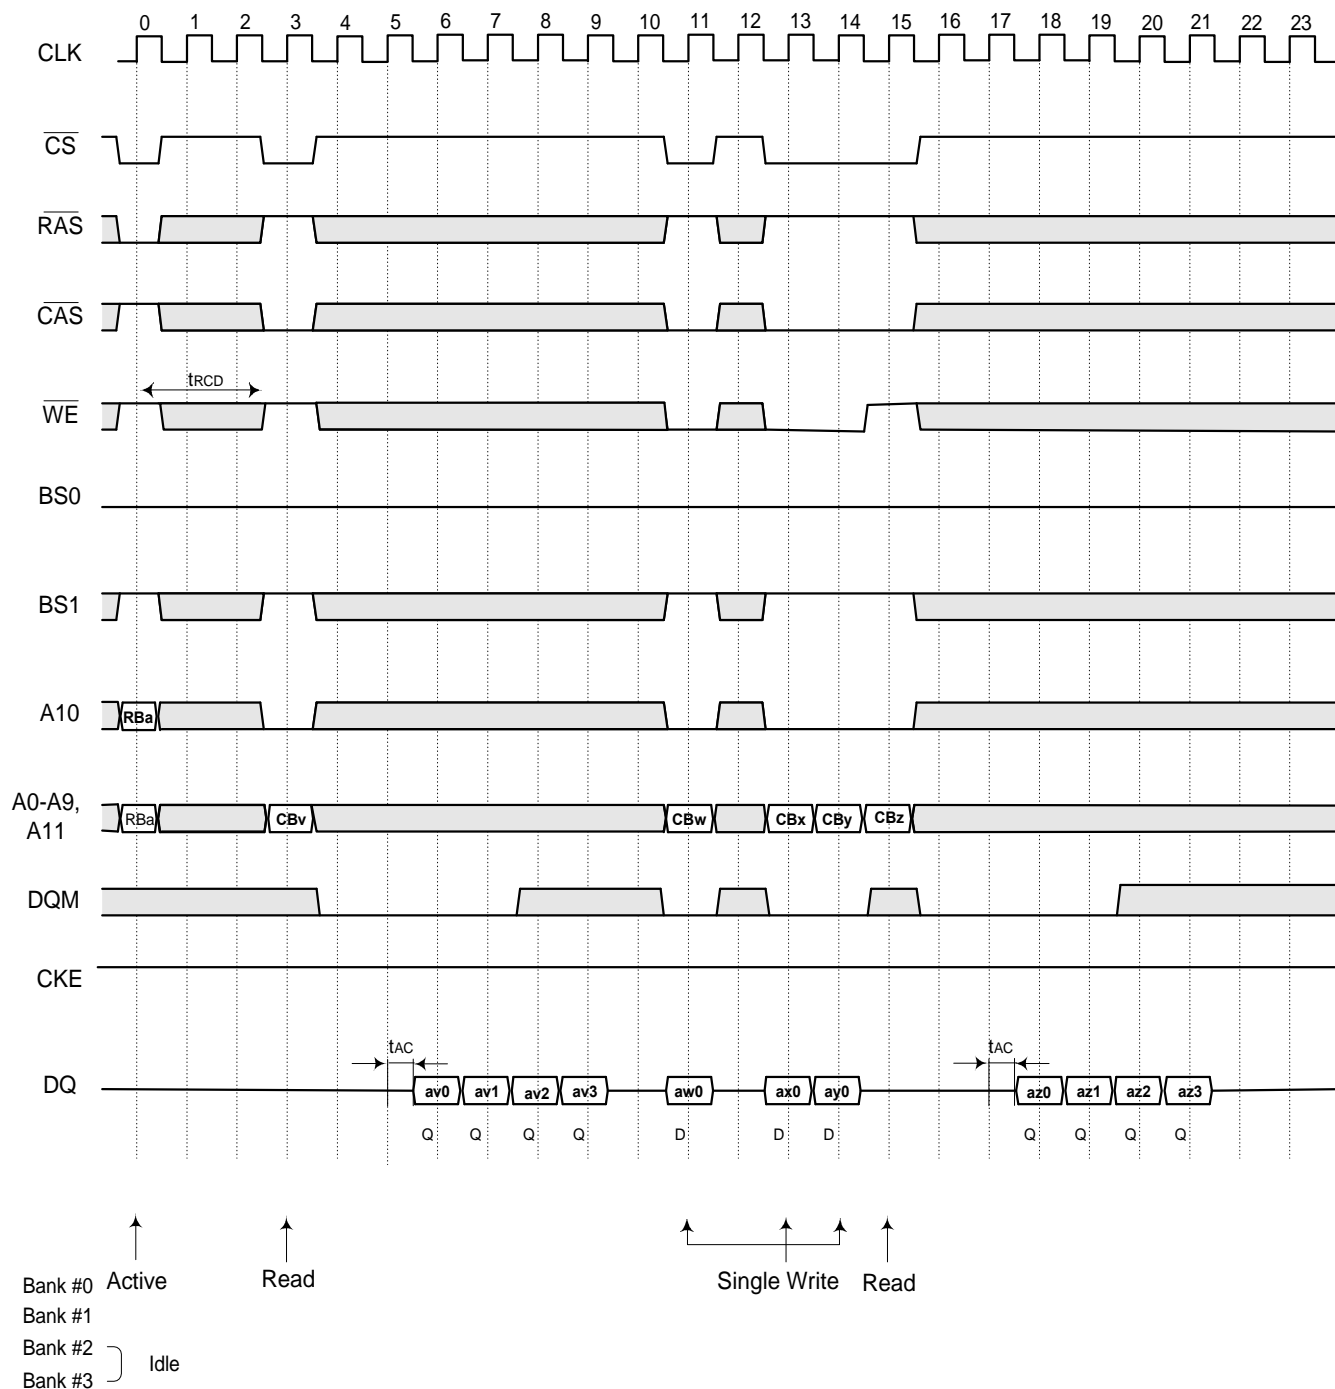 0 1 2 3 4 5 6 7 8 9 10 11 12 13 14 15 16 17 18 19 20 21 22 23
CLK
CS
RAS
CAS
tRCD
WE
BS0
BS1
A10 RBa
A0-A9,
A11 RBa CBv CBw CBx CBy CBz
DQM
CKE
tAC tAC
DQ av0 av1 av2 av3 aw0 ax0 ay0 az0 az1 az2 az3
Q Q Q Q D D D Q Q Q Q
Bank #0 Active Read Single Write Read
Bank #1
Bank #2
Idle
Bank #3